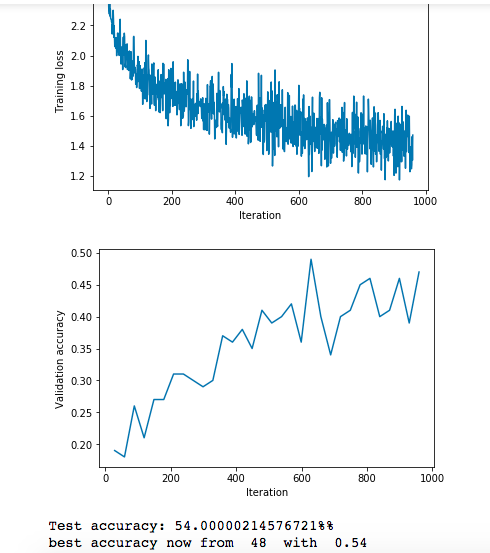 2.2
2.0
1.8
1.6
1.4
1.2
Training loss
0 200 400 600 800 1000
Iteration
0.50
0.45
0.40
0.35
0.30
0.25
0.20
Validation accuracy
0 200 400 600 800 1000
Iteration
Test accuracy: 54.00000214576721%%
best accuracy now from 48 with 0.54